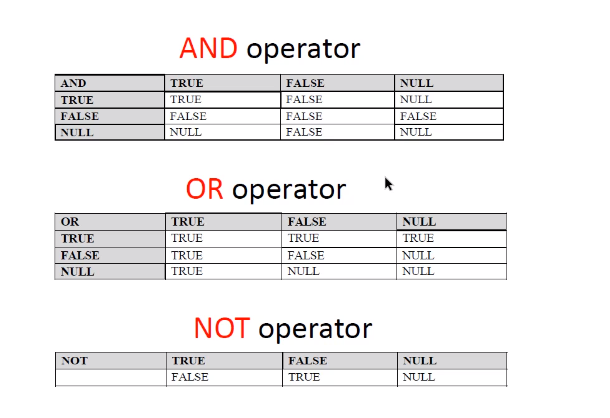 AND operator
AND TRUE FALSE NULL
TRUE TRUE FALSE NULL
FALSE FALSE FALSE FALSE
NULL NULL FALSE NULL
OR operator
OR TRUE FALSE NULL
TRUE TRUE TRUE TRUE
FALSE TRUE FALSE NULL
NULL TRUE NULL NULL
NOT operator
NOT TRUE FALSE NULL
FALSE TRUE NULL